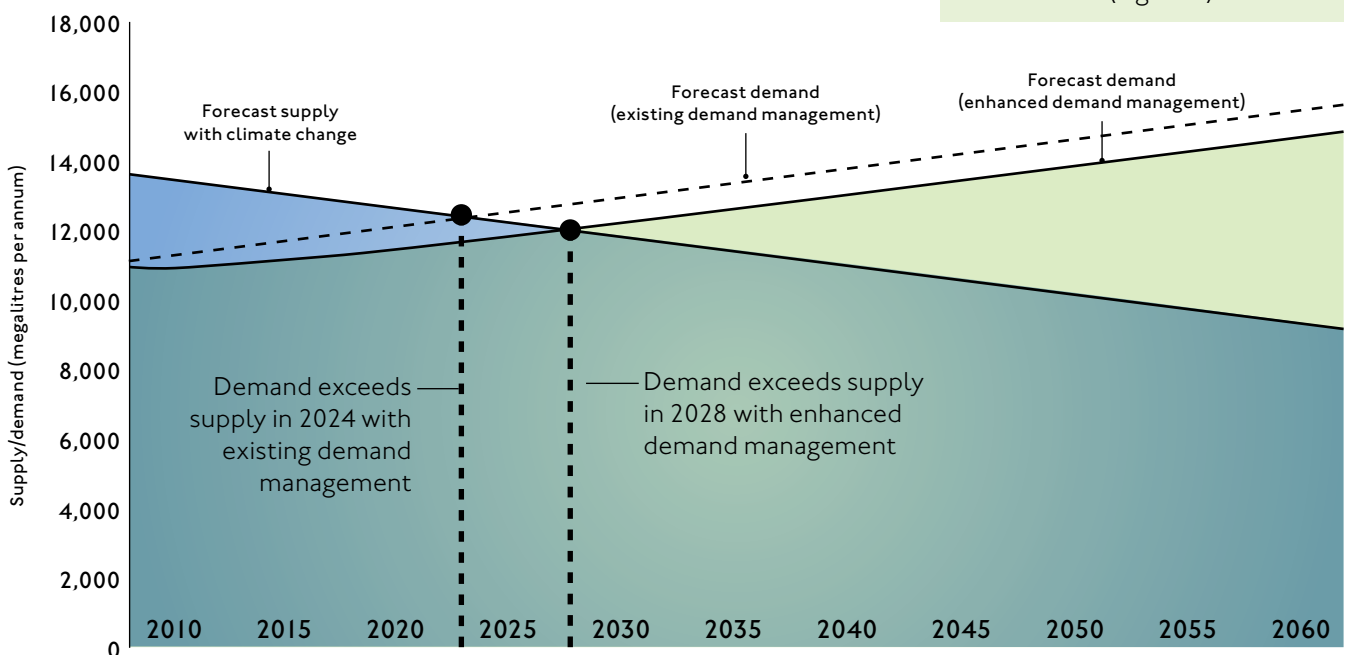 18,000
16,000
14,000
12,000
10,000
8,000
6,000
4,000
2,000
0
Supply/demand (megalitres per annum)
Forecast supply
with climate change
Forecast demand
(existing demand management)
Forecast demand
(enhanced demand management)
Demand exceeds
supply in 2024 with
existing demand
management
Demand exceeds supply
in 2028 with enhanced
demand management
2010 2015 2020 2025 2030 2035 2040 2045 2050 2055 2060